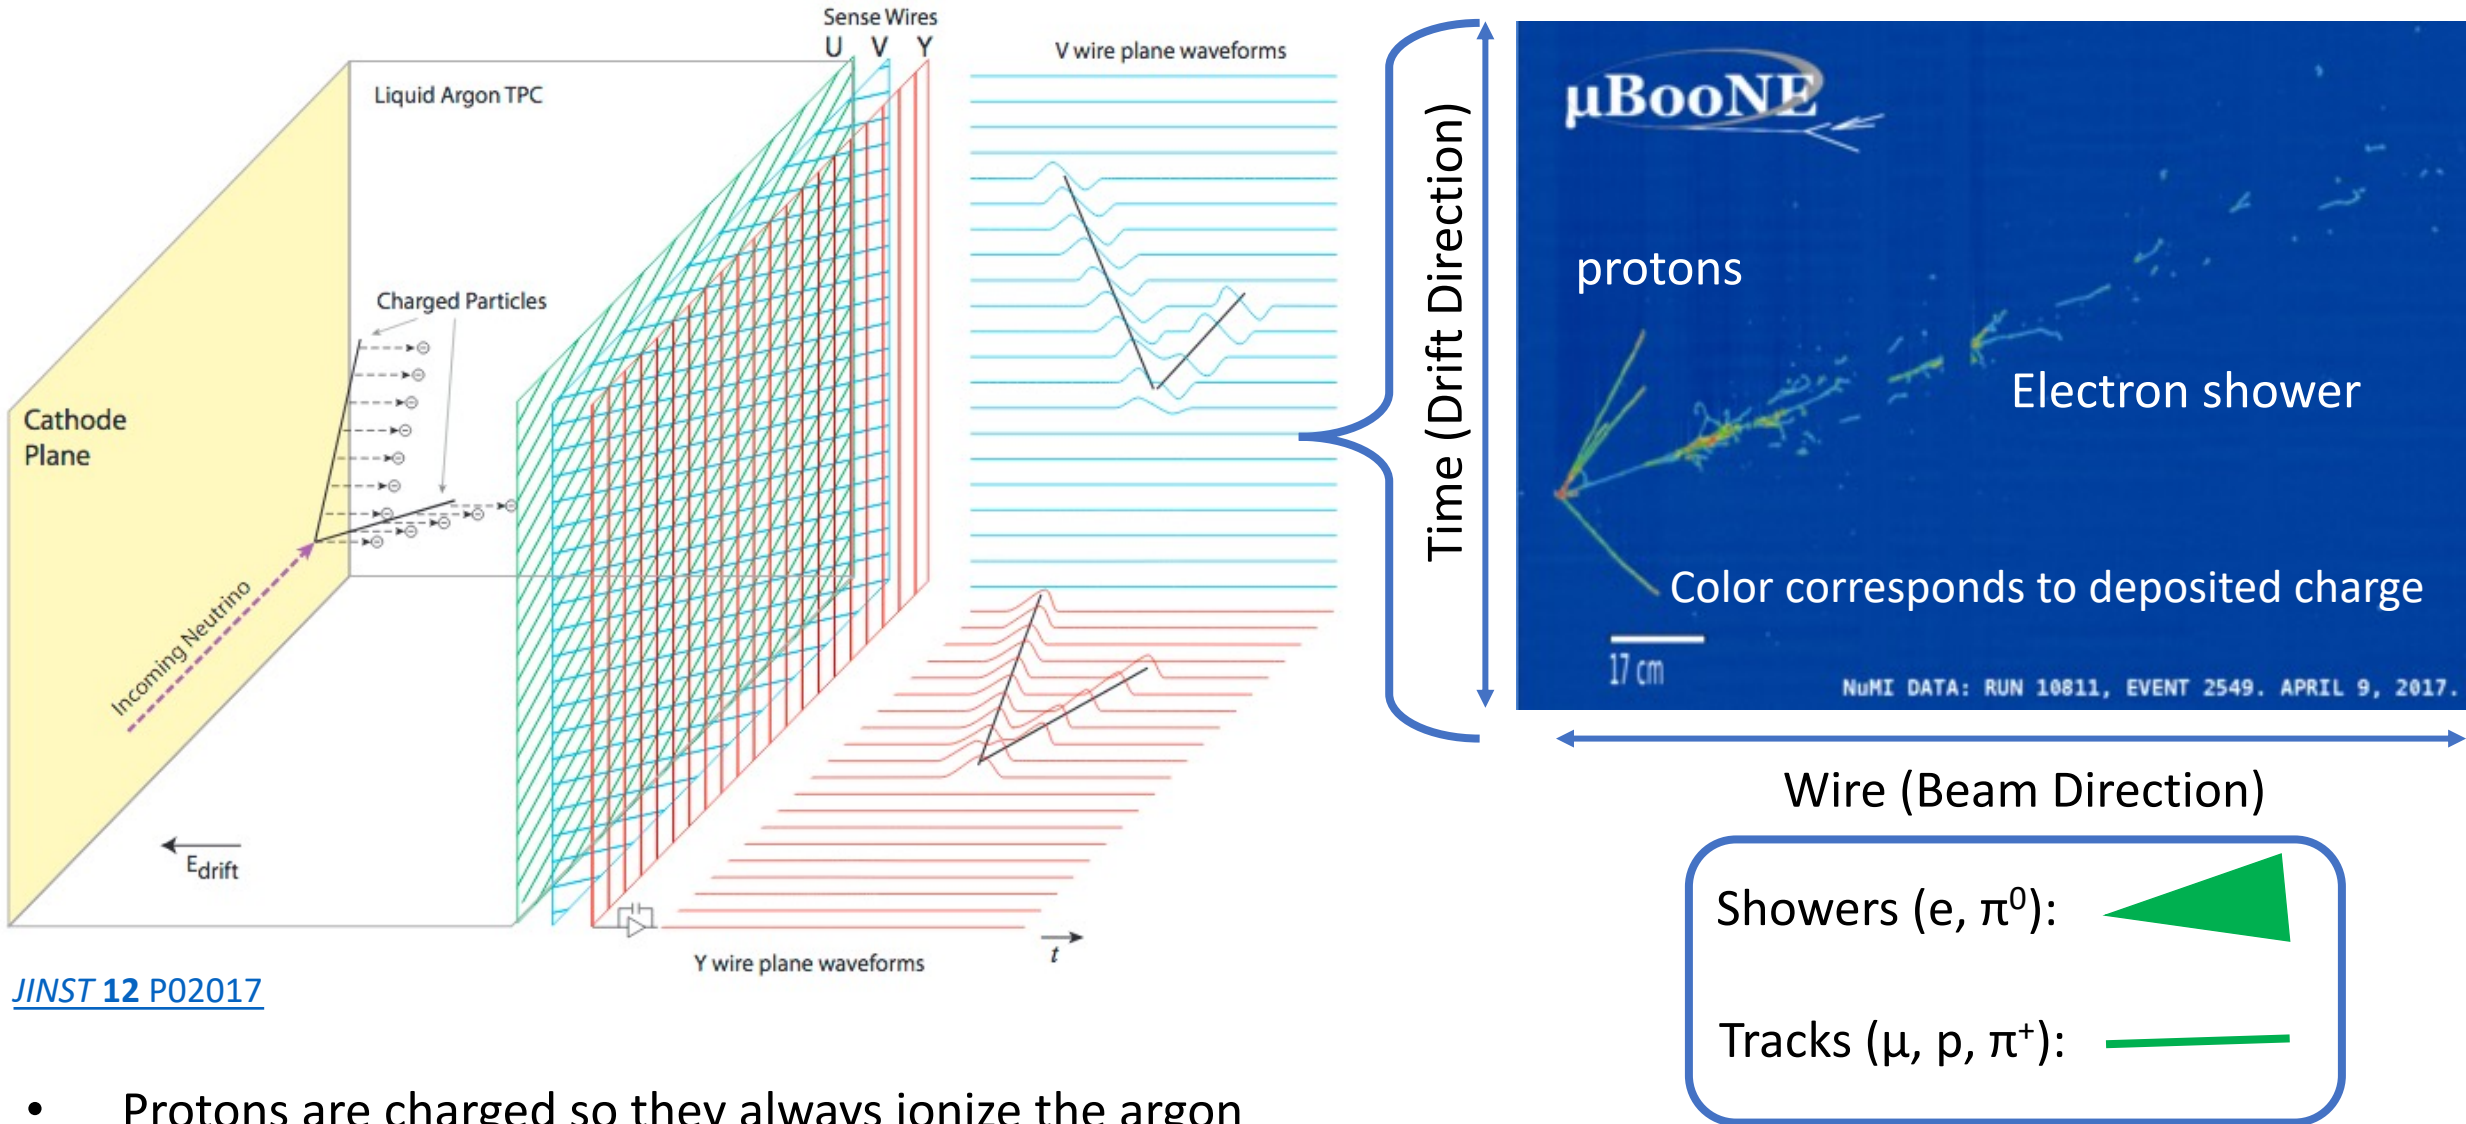 Sense Wires
U V Y
V wire plane waveforms
Liquid Argon TPC
Charged Particles
Cathode
Plane
Incoming Neutrino
Edrift
Y wire plane waveforms
t
JINST 12 P02017
Time (Drift Direction)
µBooNE
protons
Electron shower
Color corresponds to deposited charge
17 cm
NuMI DATA: RUN 10811, EVENT 2549. APRIL 9, 2017.
Wire (Beam Direction)
Showers (e, π⁰):
Tracks (µ, p, π⁺):
• Protons are charged so they always ionize the argon